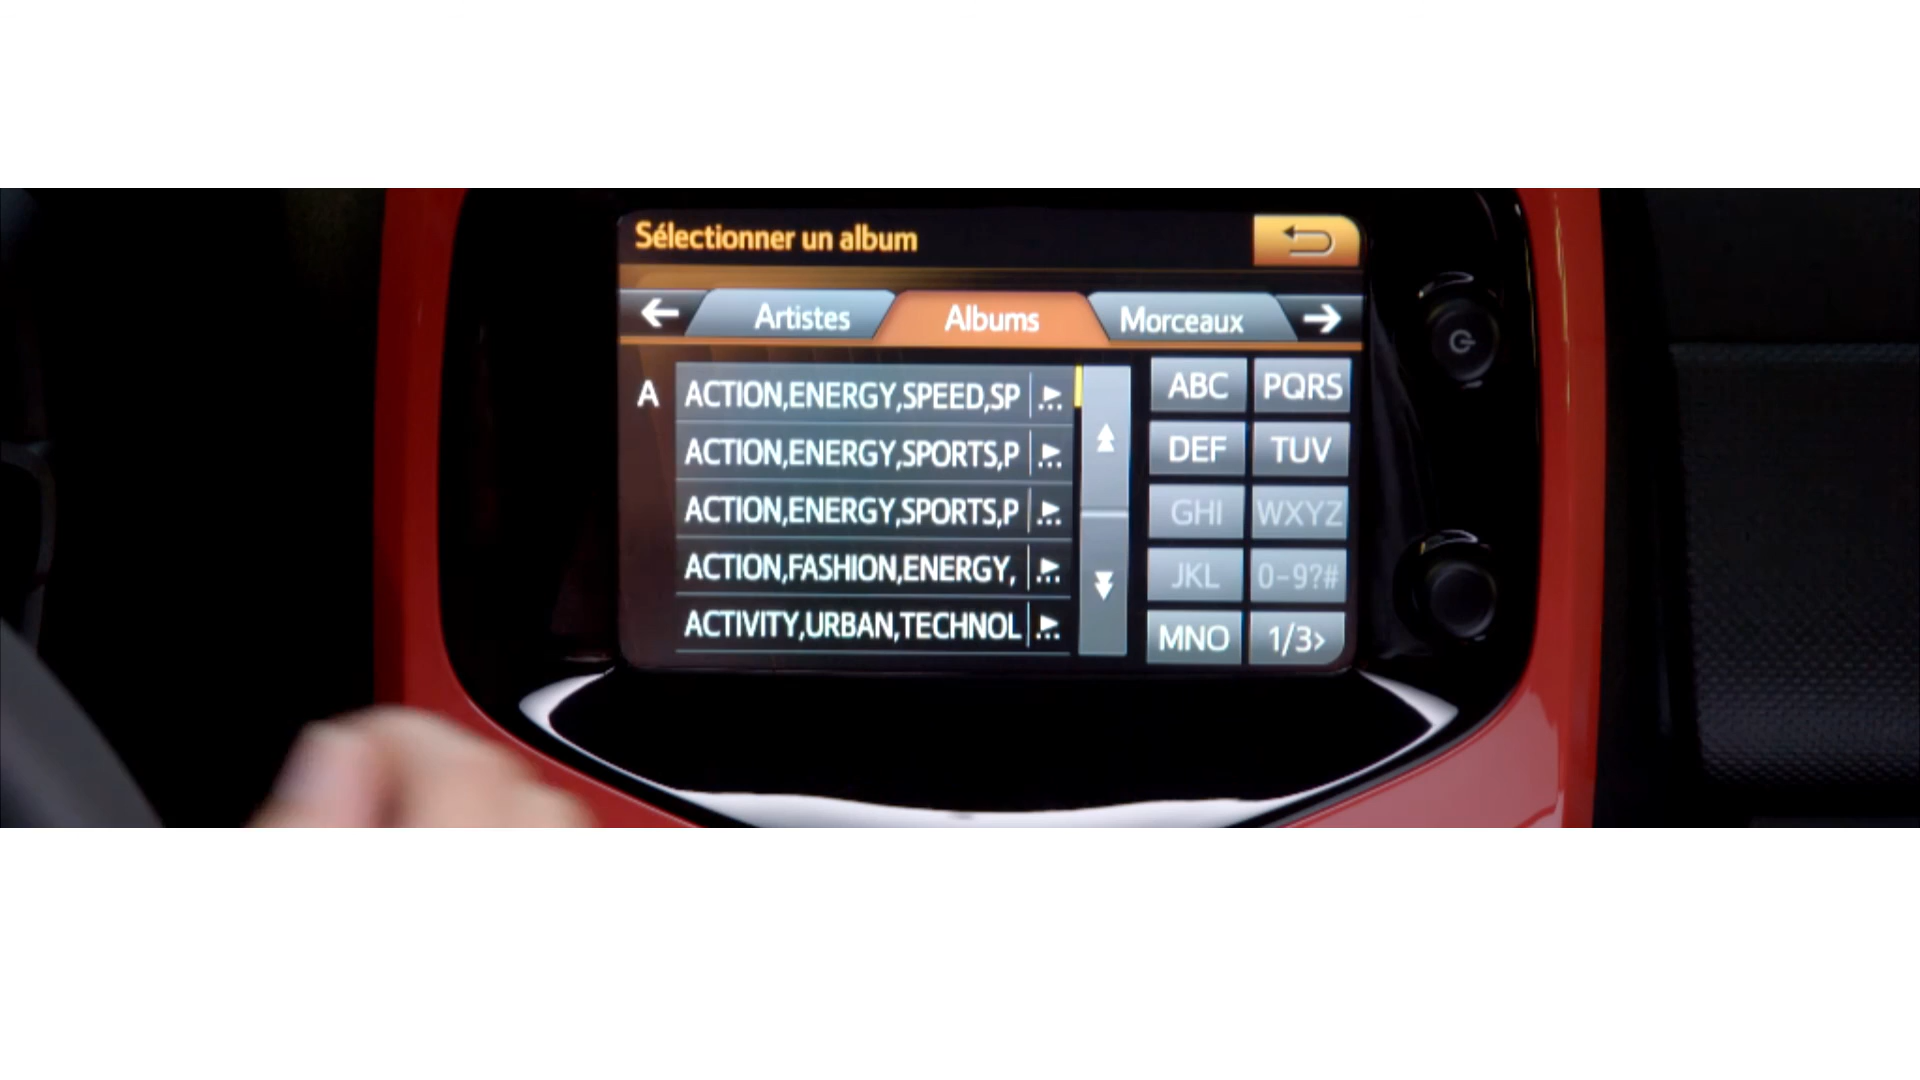 Sélectionner un album
Artistes Albums Morceaux
A ACTION,ENERGY,SPEED,SP ABC PQRS
ACTION,ENERGY,SPORTS,P DEF TUV
ACTION,ENERGY,SPORTS,P GHI WXYZ
ACTION,FASHION,ENERGY, JKL 0-9?#
ACTIVITY,URBAN,TECHNOL MNO 1/3>